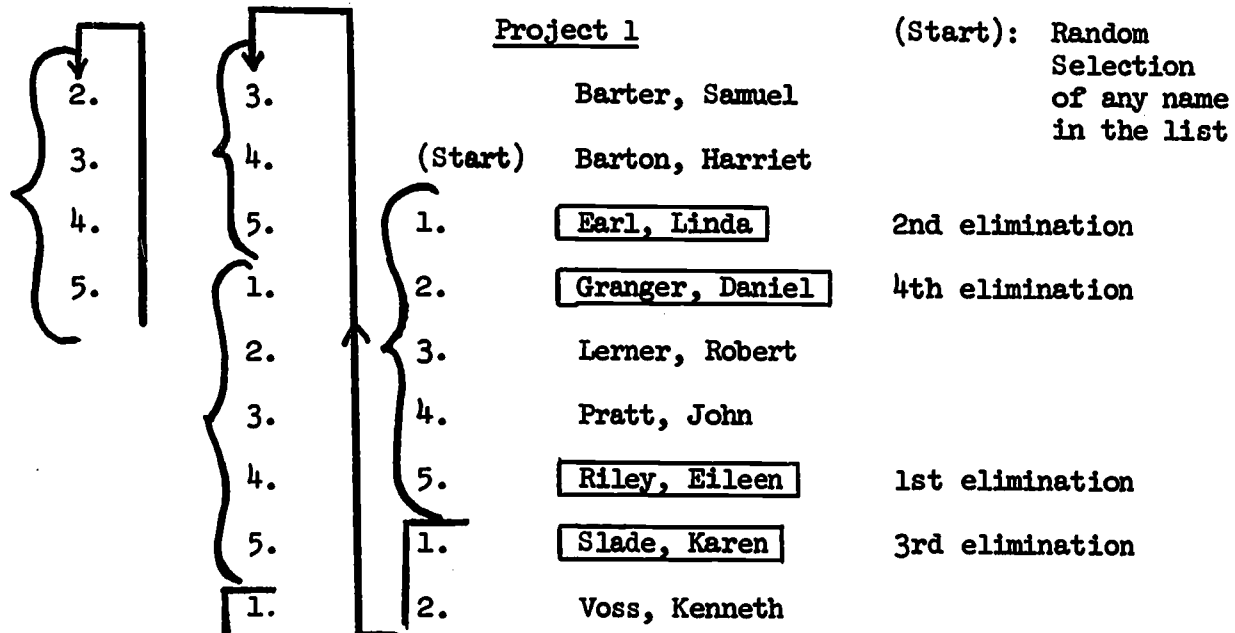 Project 1 (Start): Random
Selection
2. 3. Barter, Samuel of any name
in the list
3. 4. (Start) Barton, Harriet
4. 5. 1. Earl, Linda 2nd elimination
5. 1. 2. Granger, Daniel 4th elimination
2. 3. Lerner, Robert
3. 4. Pratt, John
4. 5. Riley, Eileen 1st elimination
5. 1. Slade, Karen 3rd elimination
1. 2. Voss, Kenneth